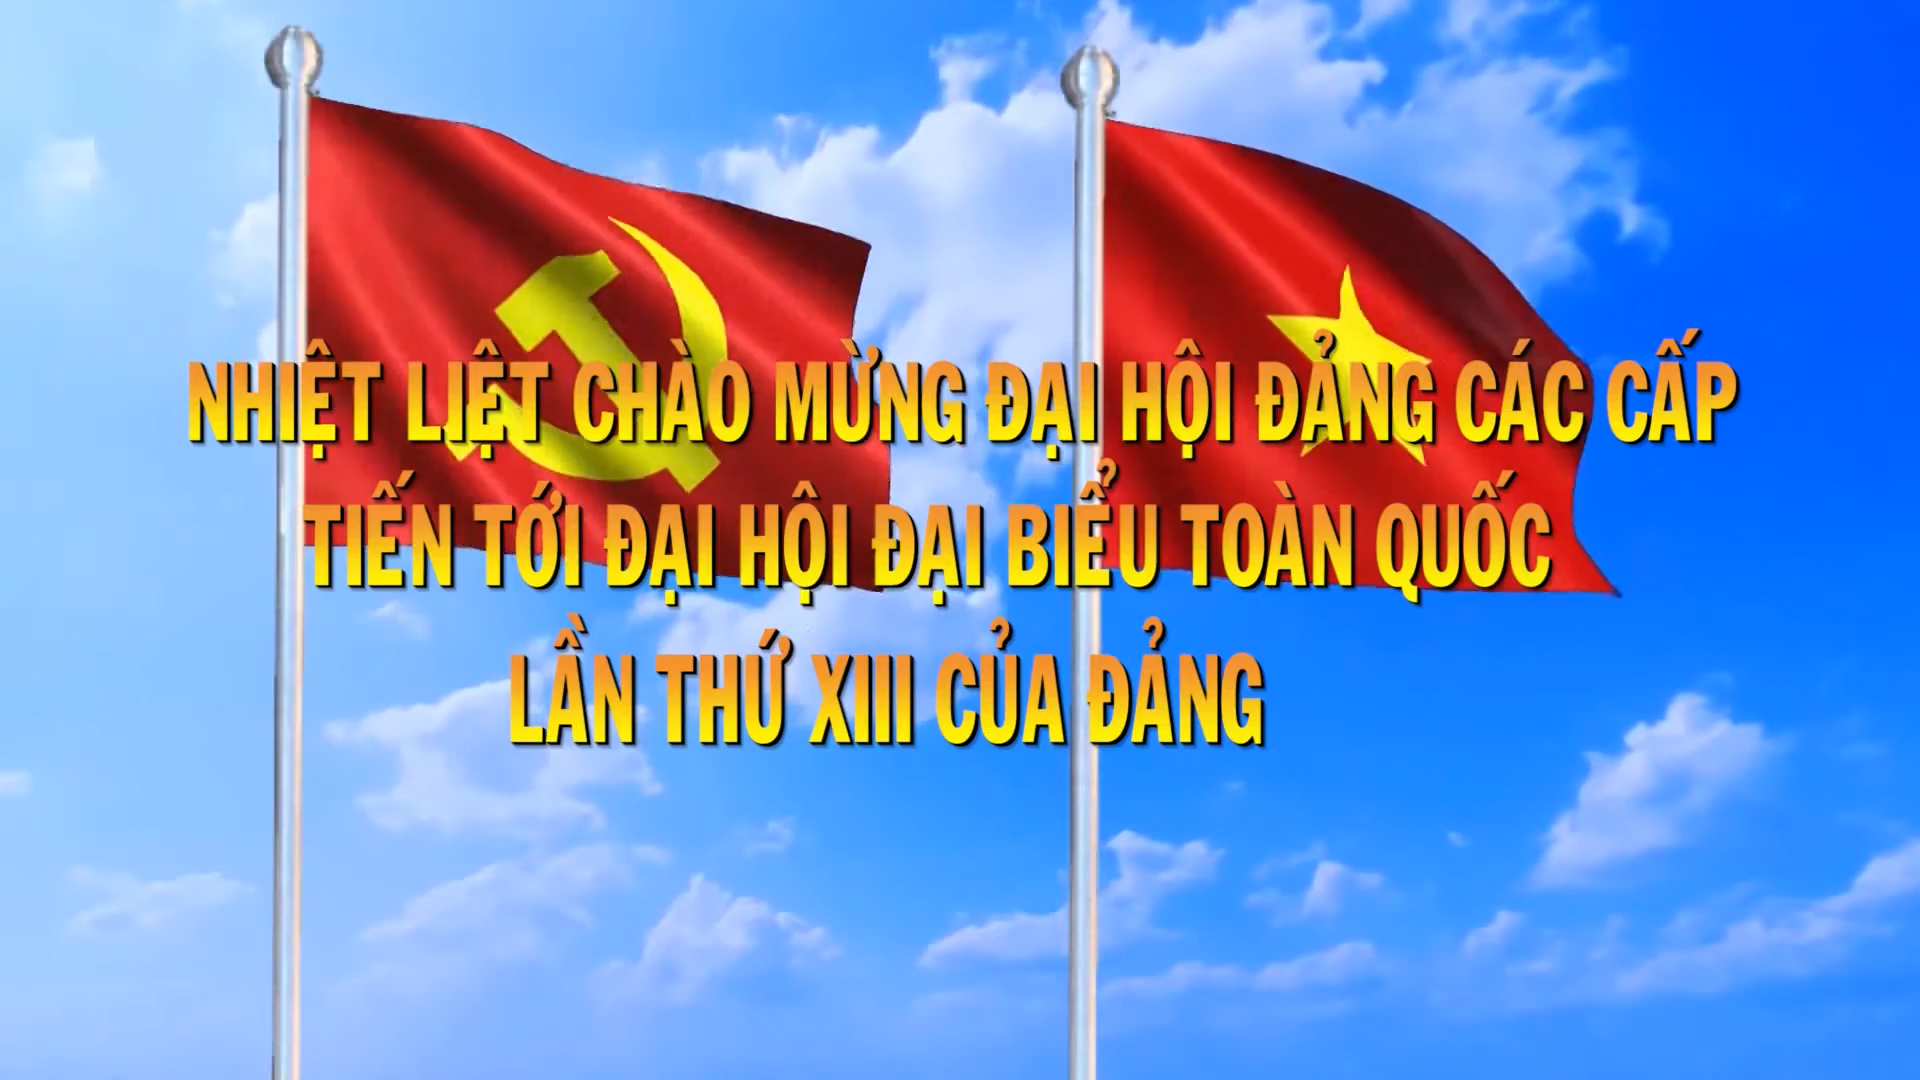 NHIỆT LIỆT CHÀO MỪNG ĐẠI HỘI ĐẢNG CÁC CẤP
TIẾN TỚI ĐẠI HỘI ĐẠI BIỂU TOÀN QUỐC
LẦN THỨ XIII CỦA ĐẢNG